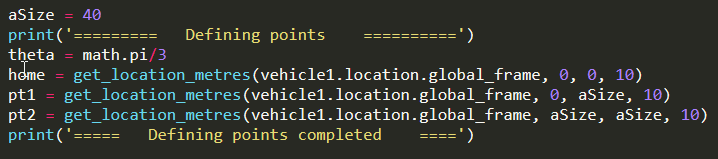 aSize = 40
print('=========   Defining points    ==========')
theta = math.pi/3
home = get_location_metres(vehicle1.location.global_frame, 0, 0, 10)
pt1 = get_location_metres(vehicle1.location.global_frame, 0, aSize, 10)
pt2 = get_location_metres(vehicle1.location.global_frame, aSize, aSize, 10)
print('=====   Defining points completed    ====')